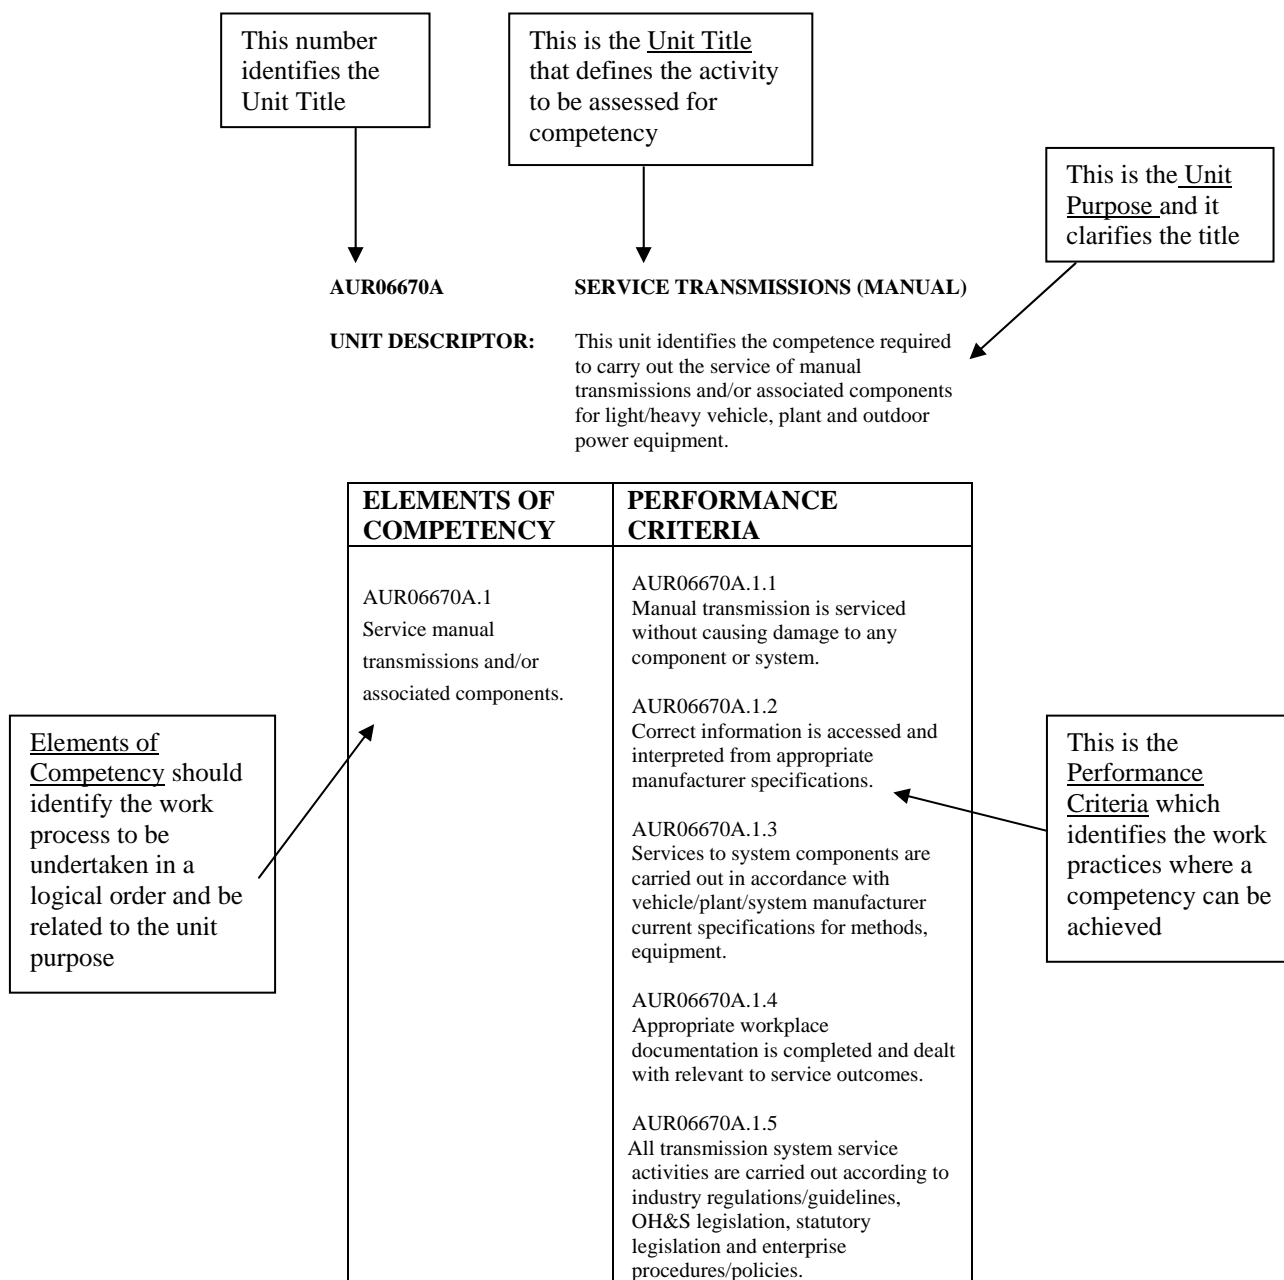 This number
identifies the
Unit Title
This is the Unit Title
that defines the activity
to be assessed for
competency
This is the Unit
Purpose and it
clarifies the title
AUR06670A
SERVICE TRANSMISSIONS (MANUAL)
UNIT DESCRIPTOR:
This unit identifies the competence required
to carry out the service of manual
transmissions and/or associated components
for light/heavy vehicle, plant and outdoor
power equipment.
ELEMENTS OF
COMPETENCY
PERFORMANCE
CRITERIA
AUR06670A.1
Service manual
transmissions and/or
associated components.
AUR06670A.1.1
Manual transmission is serviced
without causing damage to any
component or system.
AUR06670A.1.2
Correct information is accessed and
interpreted from appropriate
manufacturer specifications.
AUR06670A.1.3
Services to system components are
carried out in accordance with
vehicle/plant/system manufacturer
current specifications for methods,
equipment.
AUR06670A.1.4
Appropriate workplace
documentation is completed and dealt
with relevant to service outcomes.
AUR06670A.1.5
All transmission system service
activities are carried out according to
industry regulations/guidelines,
OH&S legislation, statutory
legislation and enterprise
procedures/policies.
Elements of
Competency should
identify the work
process to be
undertaken in a
logical order and be
related to the unit
purpose
This is the
Performance
Criteria which
identifies the work
practices where a
competency can be
achieved